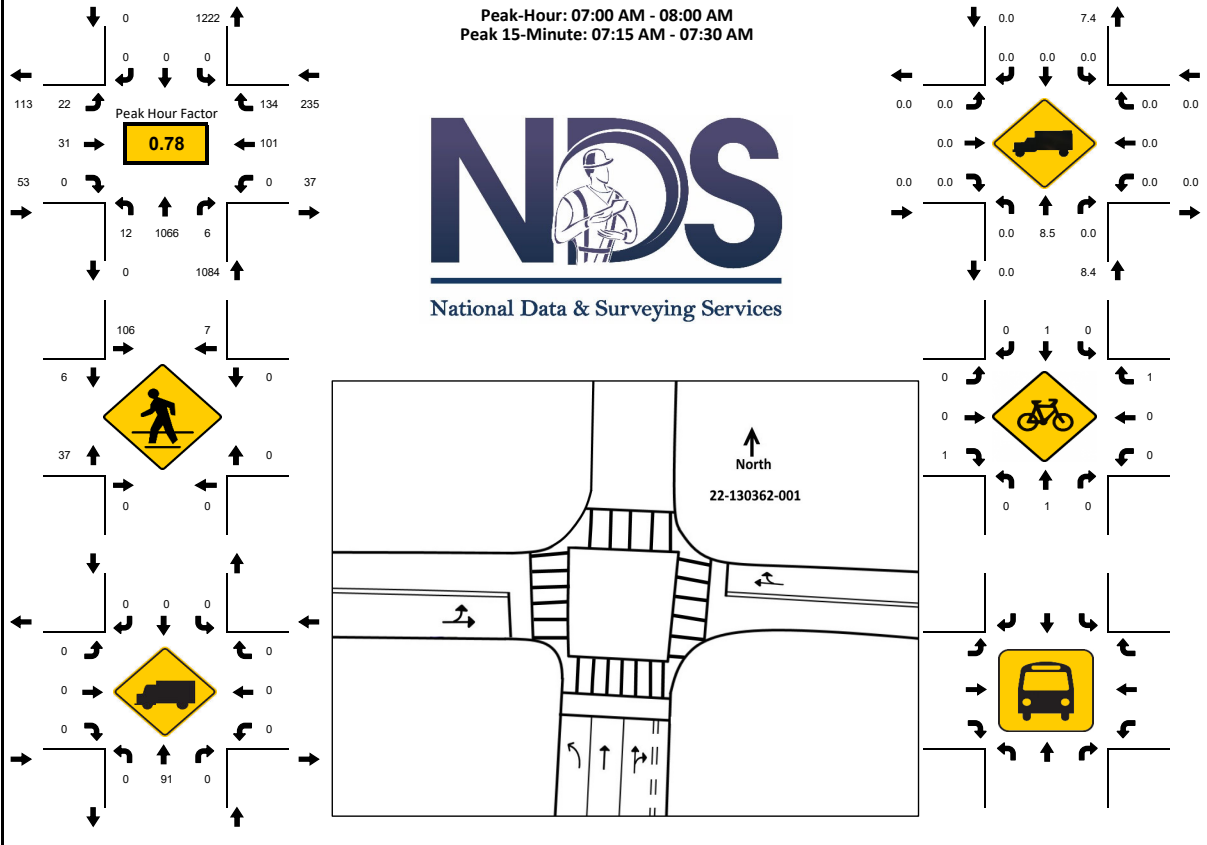 Peak-Hour: 07:00 AM - 08:00 AM
Peak 15-Minute: 07:15 AM - 07:30 AM
0 1222
0 0 0
113 22 134 235
Peak Hour Factor
31 0.78 101
53 0 0 37
12 1066 6
0 1084
0.0 7.4
0.0 0.0 0.0
0.0 0.0 0.0 0.0
0.0 0.0
0.0 0.0 0.0 0.0
0.0 8.5 0.0
0.0 8.4
NDS
National Data & Surveying Services
106 7
6 0
37 0
0 0
0 1 0
0 1
0 0
1 0
0 1 0
North
22-130362-001
0 0 0
0 0
0 0
0 0
0 91 0